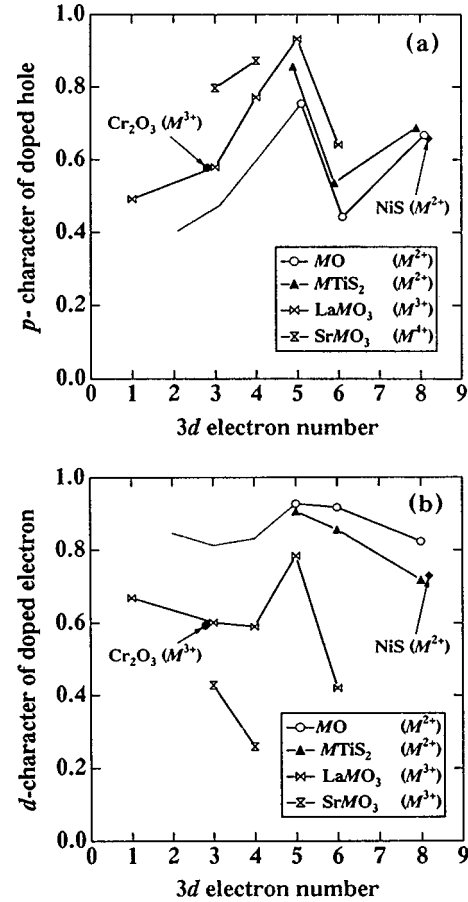 (a)
p- character of doped hole
1.0
0.8
0.6
0.4
0.2
0.0
Cr₂O₃ (M³⁺)
NiS (M²⁺)
MO (M²⁺)
MTiS₂ (M²⁺)
LaMO₃ (M³⁺)
SrMO₃ (M⁴⁺)
0 1 2 3 4 5 6 7 8 9
3d electron number
(b)
d-character of doped electron
1.0
0.8
0.6
0.4
0.2
0.0
Cr₂O₃ (M³⁺)
NiS (M²⁺)
MO (M²⁺)
MTiS₂ (M²⁺)
LaMO₃ (M³⁺)
SrMO₃ (M³⁺)
0 1 2 3 4 5 6 7 8 9
3d electron number